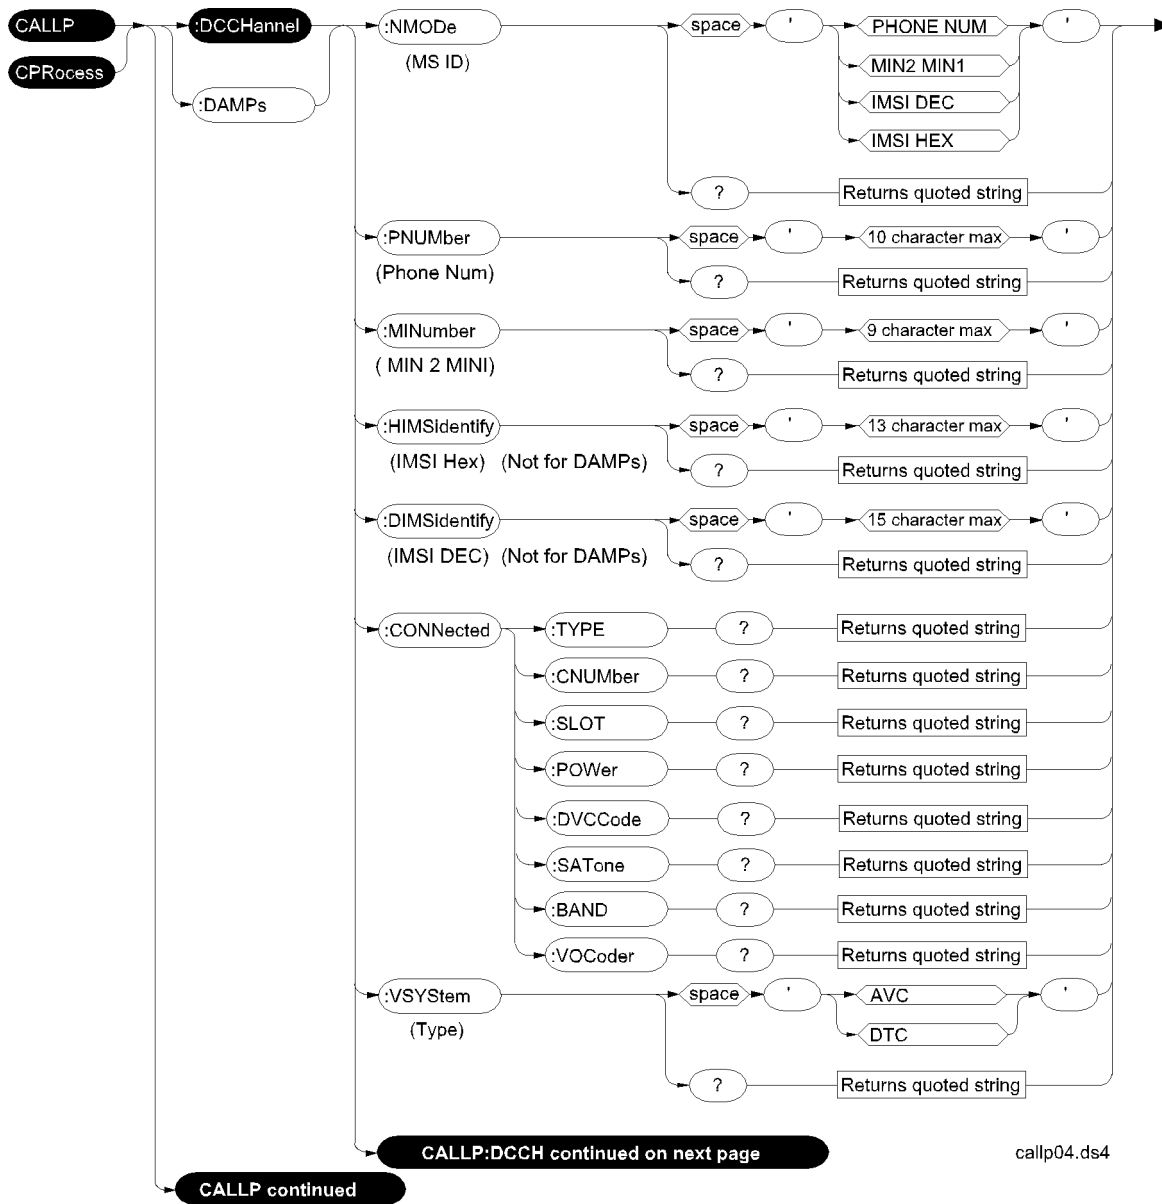 CALLP :DCCHannel :NMODe space ' PHONE NUM '
CPRocess (MS ID) MIN2 MIN1
:DAMPs IMSI DEC
IMSI HEX
? Returns quoted string
:PNUMber space ' 10 character max '
(Phone Num) ? Returns quoted string
:MINumber space ' 9 character max '
( MIN 2 MINI) ? Returns quoted string
:HIMSidentify space ' 13 character max '
(IMSI Hex) (Not for DAMPs) ? Returns quoted string
:DIMSidentify space ' 15 character max '
(IMSI DEC) (Not for DAMPs) ? Returns quoted string
:CONNected :TYPE ? Returns quoted string
:CNUMber ? Returns quoted string
:SLOT ? Returns quoted string
:POWer ? Returns quoted string
:DVCCode ? Returns quoted string
:SATone ? Returns quoted string
:BAND ? Returns quoted string
:VOCoder ? Returns quoted string
:VSYStem space ' AVC '
(Type) DTC
? Returns quoted string
CALLP:DCCH continued on next page callp04.ds4
CALLP continued